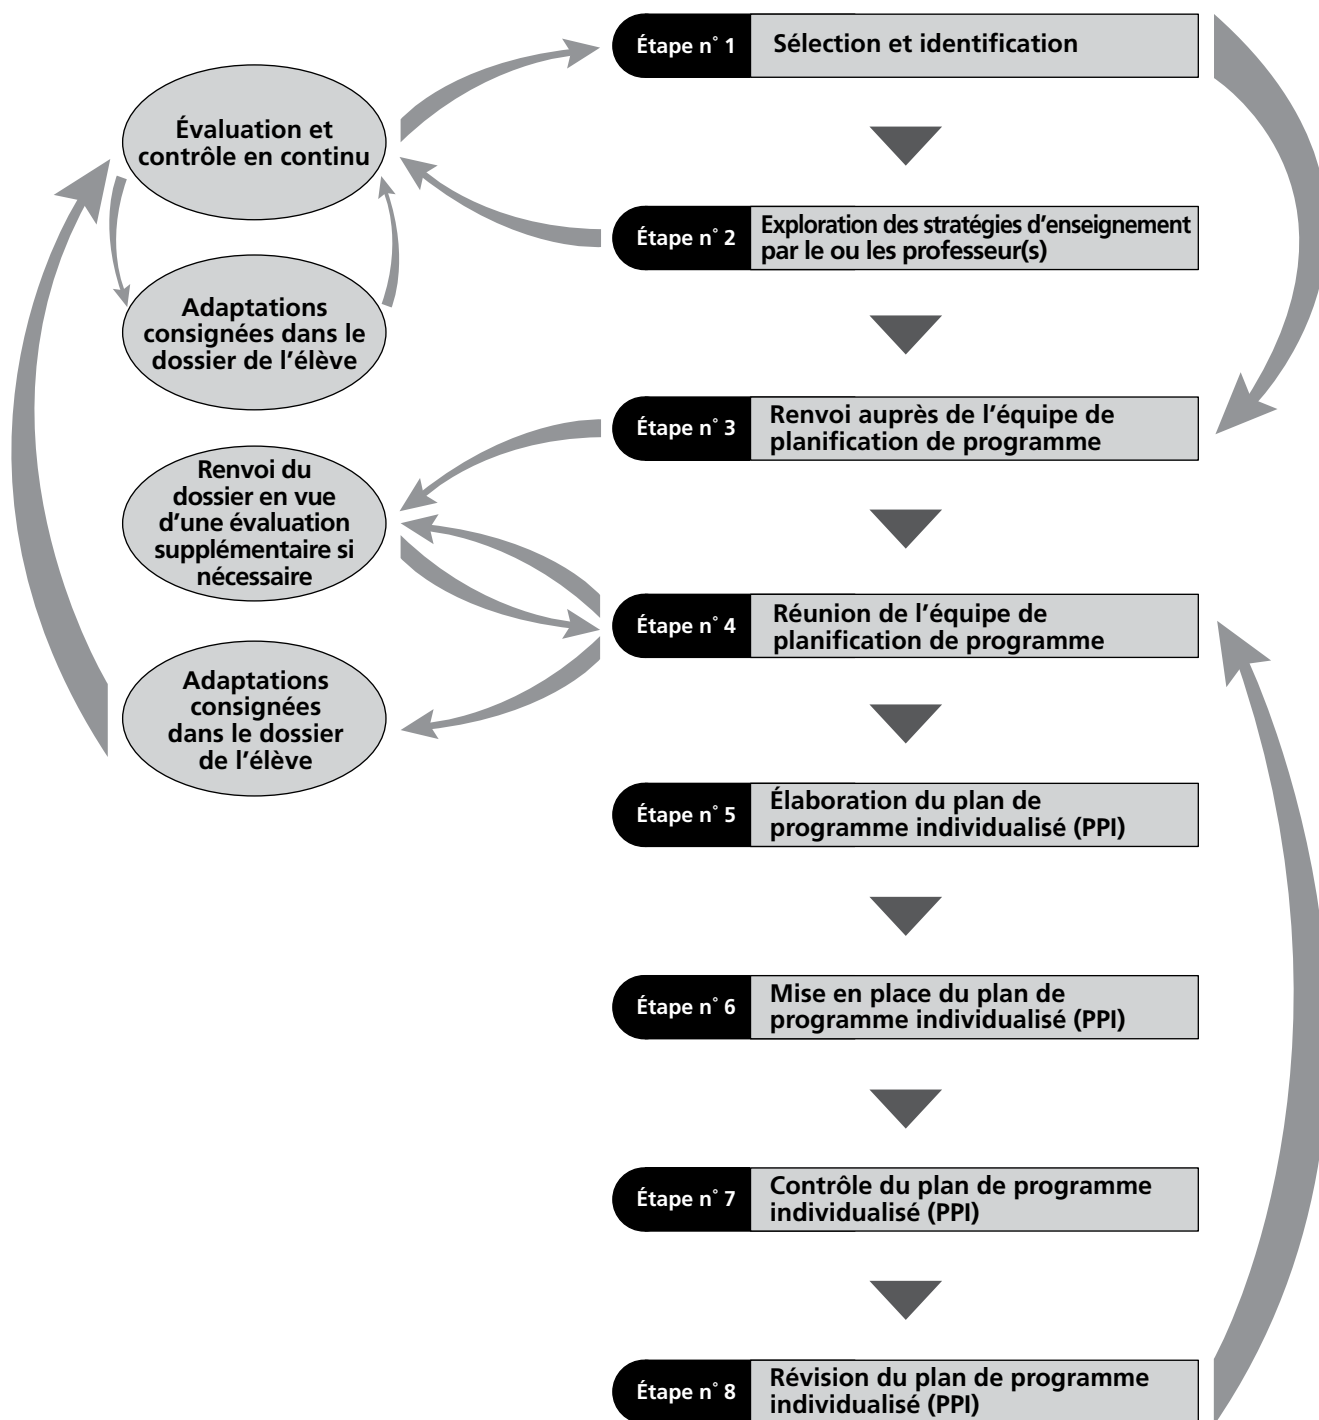 Étape n° 1
Sélection et identification
Évaluation et
contrôle en continu
Étape n° 2
Exploration des stratégies d’enseignement
par le ou les professeur(s)
Adaptations
consignées dans le
dossier de l’élève
Étape n° 3
Renvoi auprès de l’équipe de
planification de programme
Renvoi du
dossier en vue
d’une évaluation
supplémentaire si
nécessaire
Étape n° 4
Réunion de l’équipe de
planification de programme
Adaptations
consignées
dans le dossier
de l’élève
Étape n° 5
Élaboration du plan de
programme individualisé (PPI)
Étape n° 6
Mise en place du plan de
programme individualisé (PPI)
Étape n° 7
Contrôle du plan de programme
individualisé (PPI)
Étape n° 8
Révision du plan de programme
individualisé (PPI)